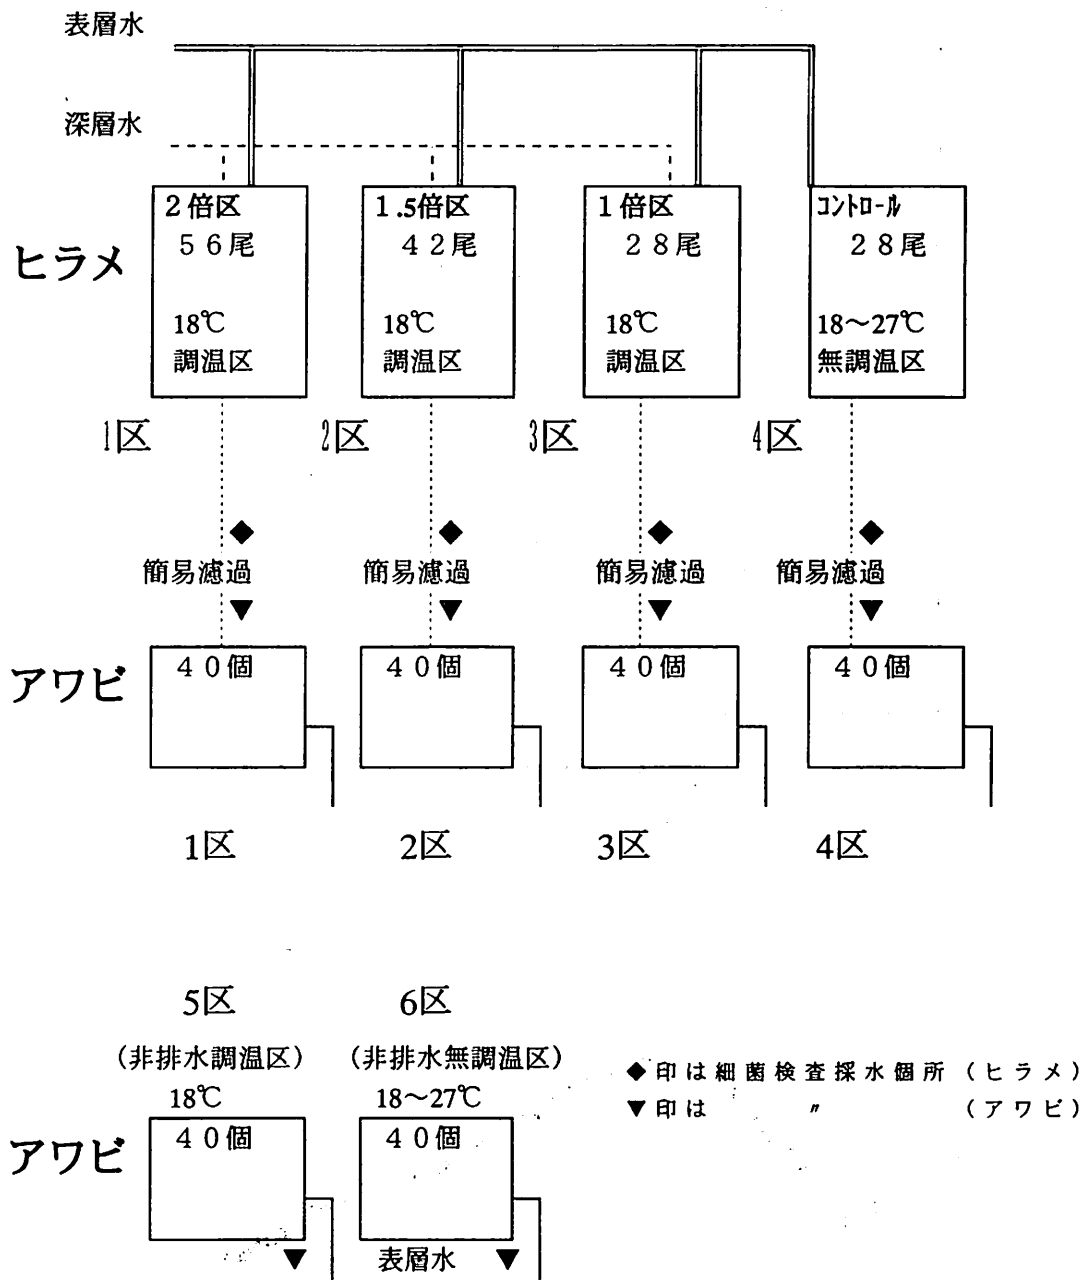 表層水
深層水
ヒラメ
２倍区
５６尾
18℃
調温区
1区
１.5倍区
４２尾
18℃
調温区
2区
１倍区
２８尾
18℃
調温区
3区
ｺﾝﾄﾛｰﾙ
２８尾
18～27℃
無調温区
4区
◆ ◆ ◆ ◆
簡易濾過 簡易濾過 簡易濾過 簡易濾過
▼ ▼ ▼ ▼
アワビ
４０個 ４０個 ４０個 ４０個
1区 2区 3区 4区
5区
(非排水調温区)
18℃
４０個
▼
6区
(非排水無調温区)
18～27℃
４０個
表層水 ▼
アワビ
◆印は細菌検査採水個所（ヒラメ）
▼印は 〃 （アワビ）